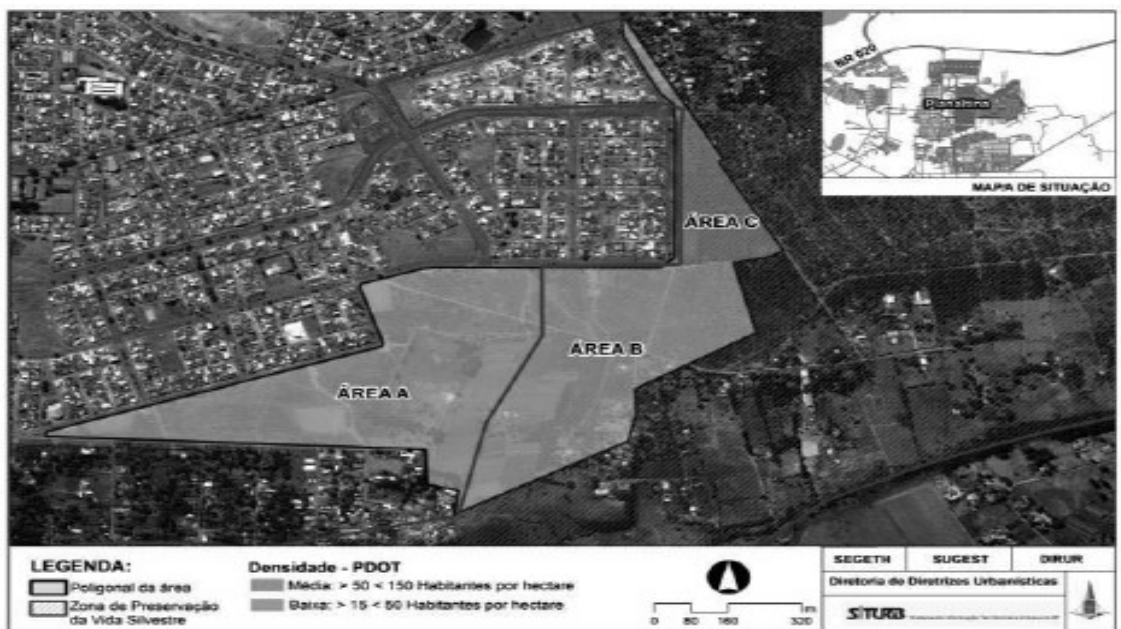 BR 020
Planaltina
MAPA DE SITUAÇÃO
ÁREA C
ÁREA B
ÁREA A
LEGENDA:
Poligonal da área
Zona de Preservação
da Vida Silvestre
Densidade - PDOT
Média: > 50 < 150 Habitantes por hectare
Baixa: > 15 < 50 Habitantes por hectare
m
0 80 160 320
SEGETH SUGEST DIRUR
Diretoria de Diretrizes Urbanísticas
SITURB